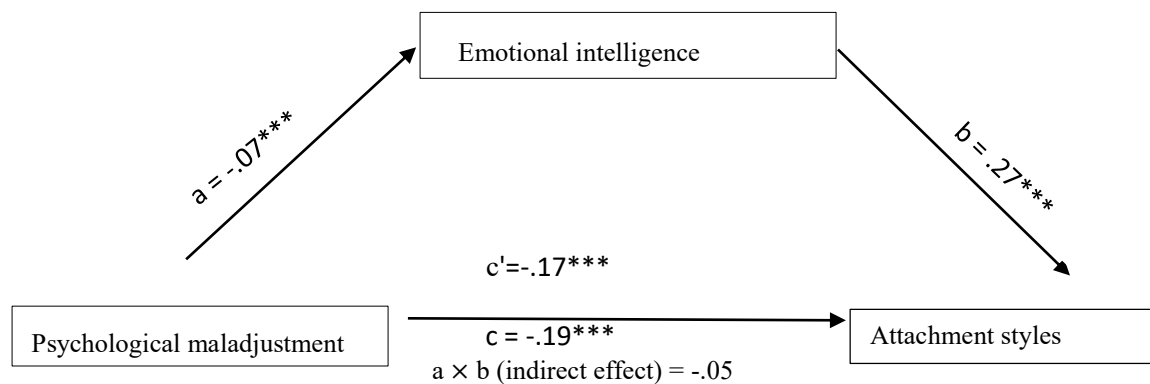 Emotional intelligence
a = -.07***
b = .27***
c'=-.17***
Psychological maladjustment
c = -.19***
Attachment styles
a × b (indirect effect) = -.05